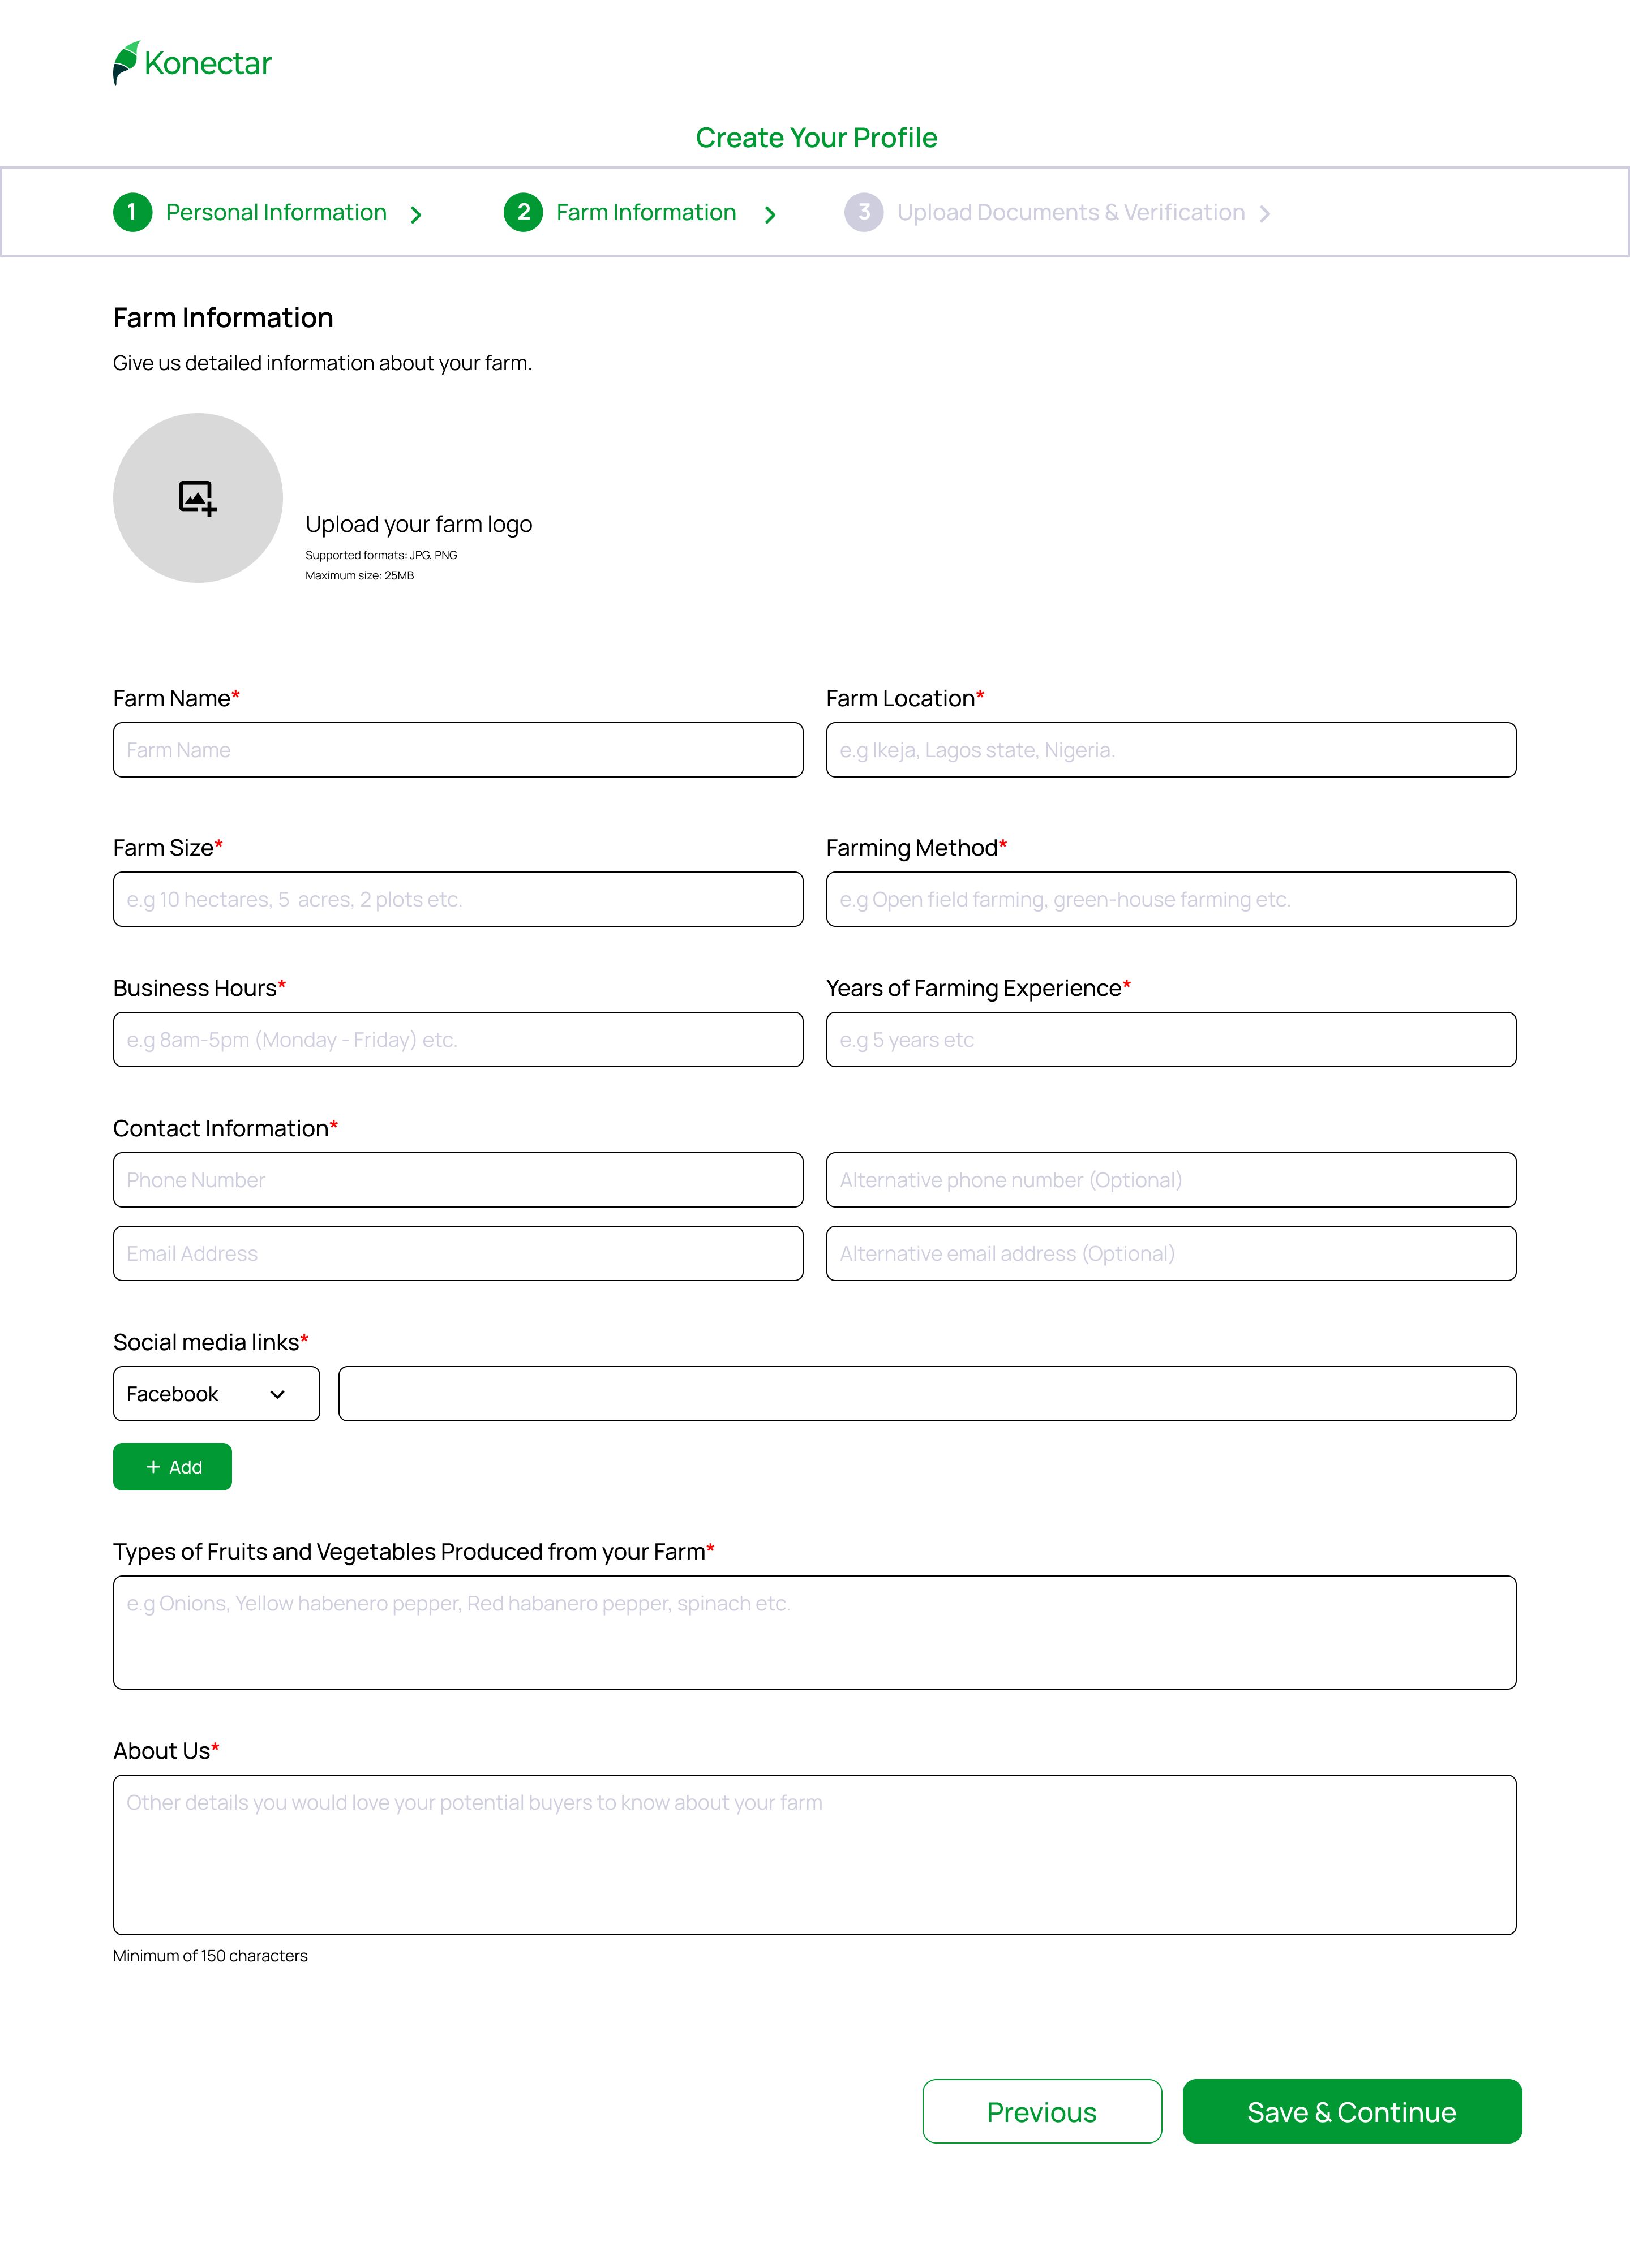 Konectar
Create Your Profile
1 Personal Information
2 Farm Information
3 Upload Documents & Verification
Farm Information
Give us detailed information about your farm.
Upload your farm logo
Supported formats: JPG, PNG
Maximum size: 25MB
Farm Name*
Farm Location*
Farm Name
e.g Ikeja, Lagos state, Nigeria.
Farm Size*
Farming Method*
e.g 10 hectares, 5 acres, 2 plots etc.
e.g Open field farming, green-house farming etc.
Business Hours*
Years of Farming Experience*
e.g 8am-5pm (Monday - Friday) etc.
e.g 5 years etc
Contact Information*
Phone Number
Alternative phone number (Optional)
Email Address
Alternative email address (Optional)
Social media links*
Facebook
+ Add
Types of Fruits and Vegetables Produced from your Farm*
e.g Onions, Yellow habenero pepper, Red habanero pepper, spinach etc.
About Us*
Other details you would love your potential buyers to know about your farm
Minimum of 150 characters
Previous
Save & Continue